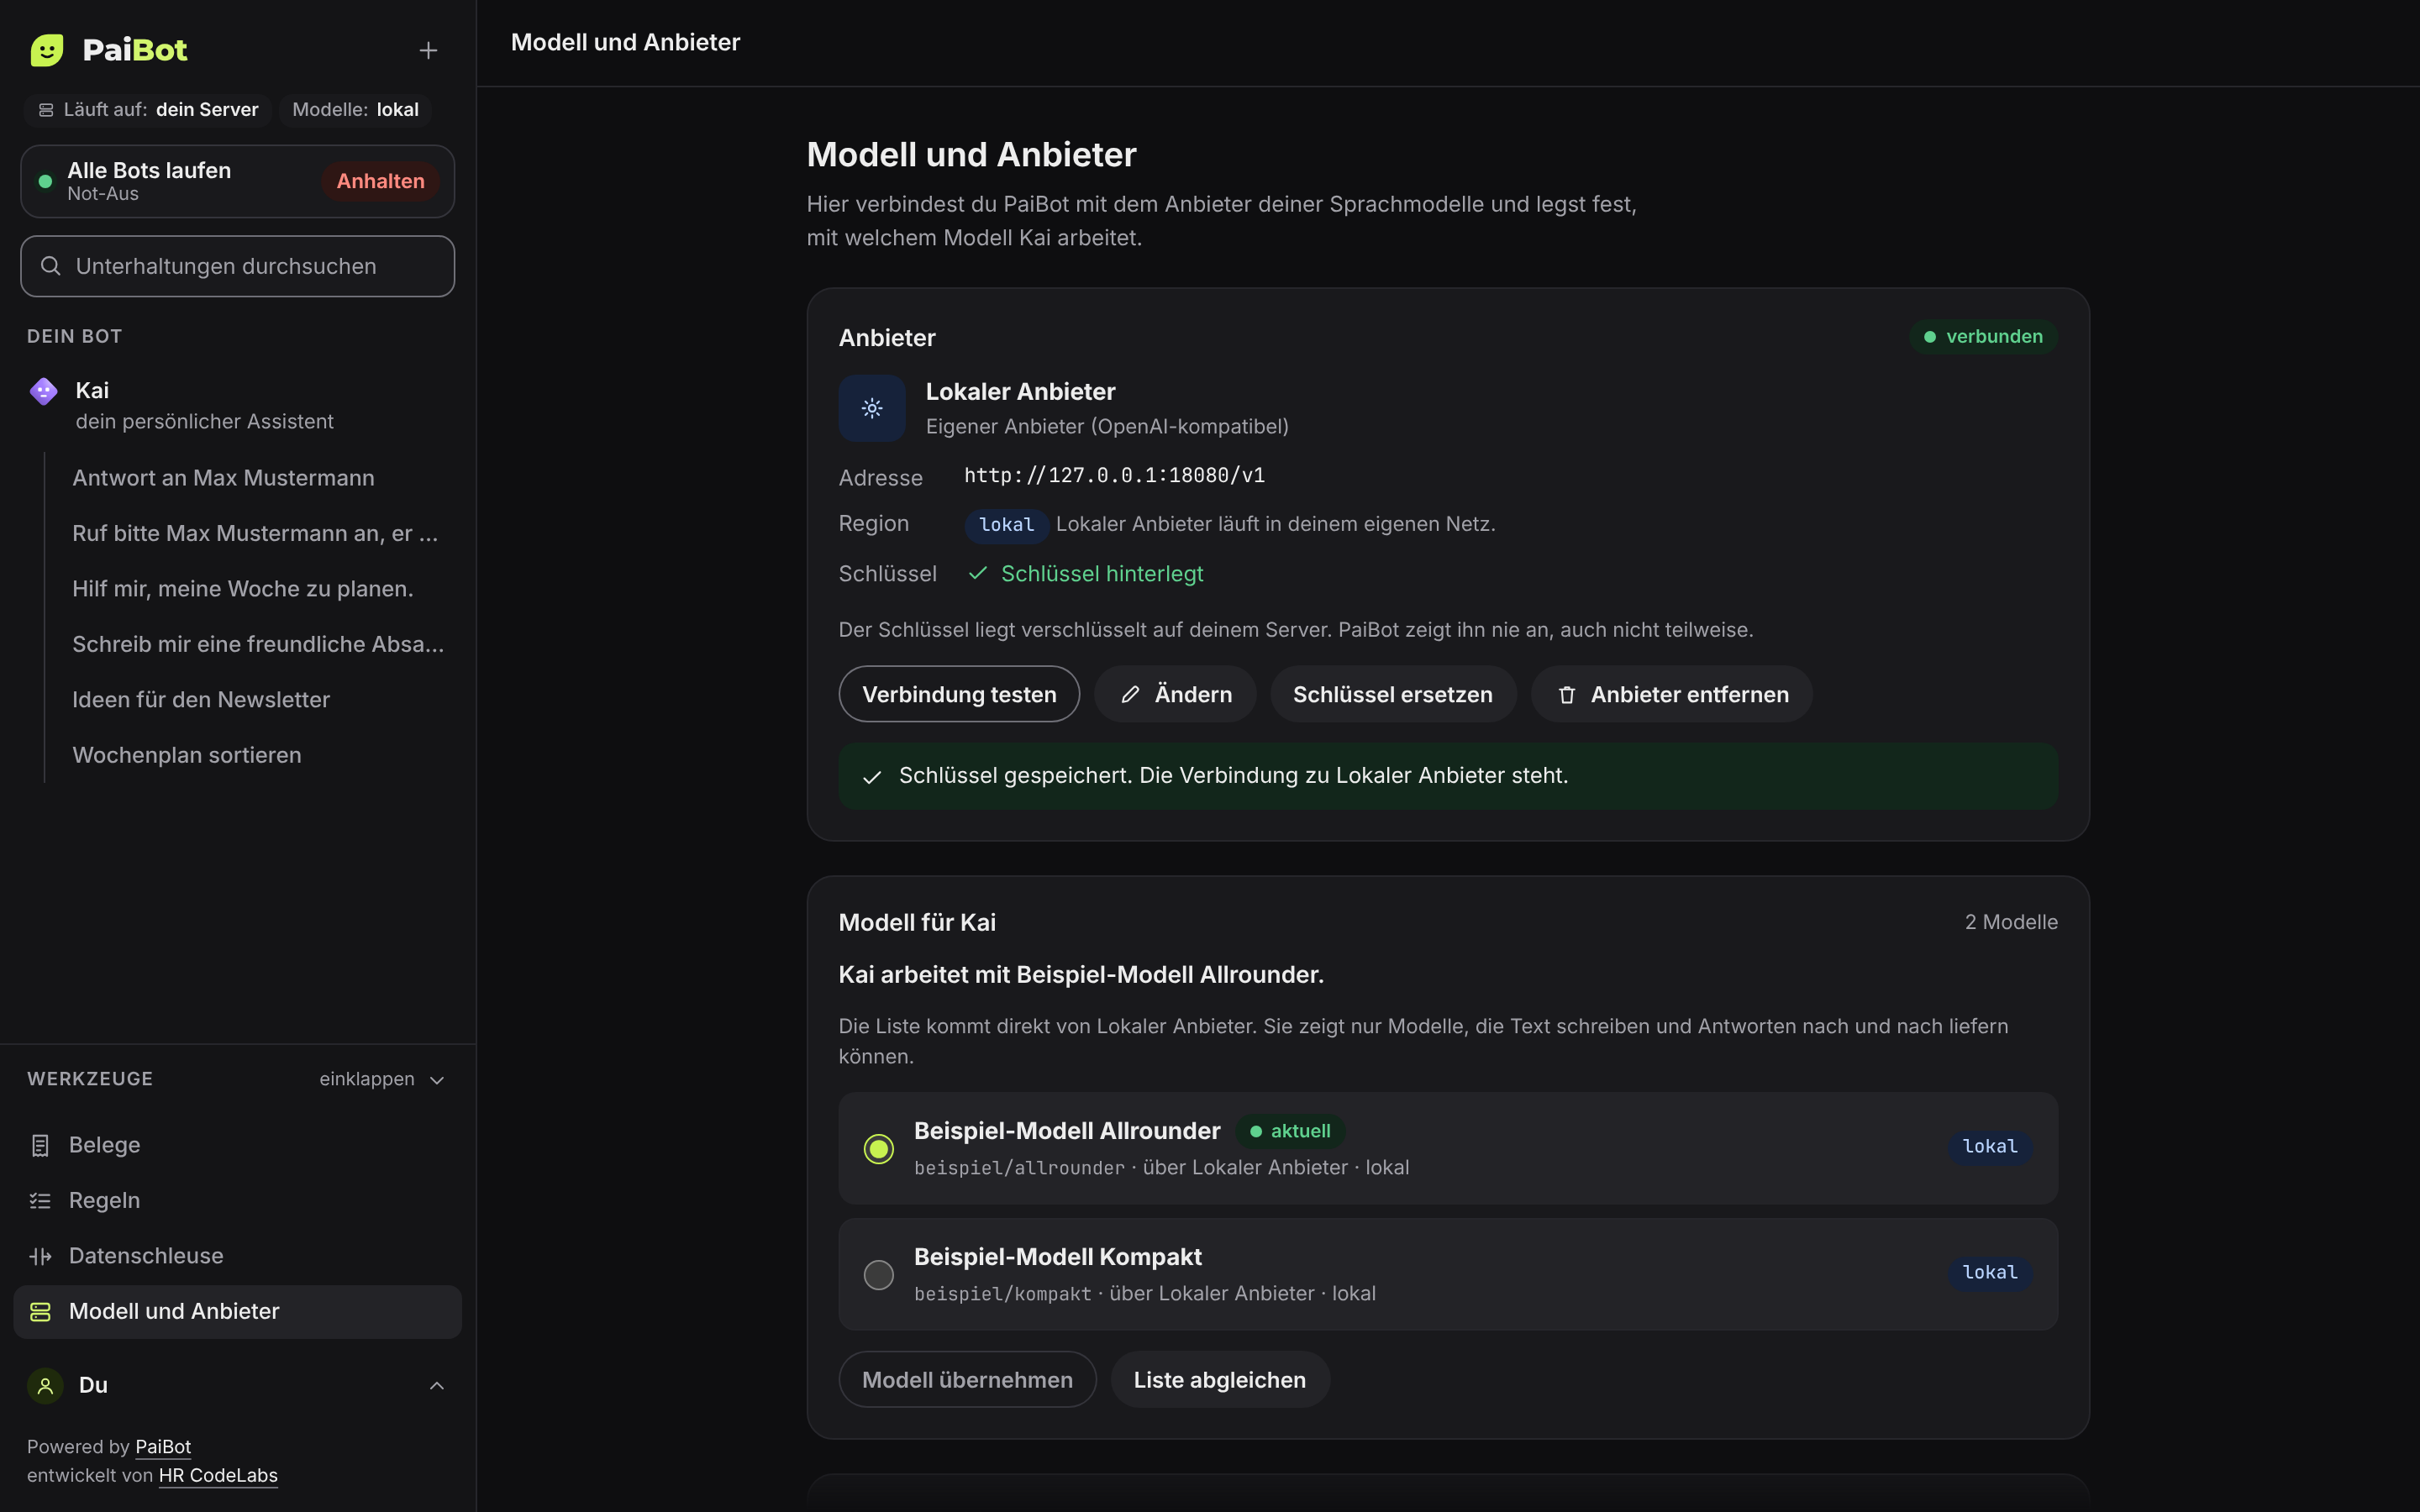 PaiBot
Läuft auf: dein Server
Modelle: lokal
Alle Bots laufen
Not-Aus
Anhalten
Unterhaltungen durchsuchen
DEIN BOT
Kai
dein persönlicher Assistent
Antwort an Max Mustermann
Ruf bitte Max Mustermann an, er ...
Hilf mir, meine Woche zu planen.
Schreib mir eine freundliche Absa...
Ideen für den Newsletter
Wochenplan sortieren
WERKZEUGE
einklappen
Belege
Regeln
Datenschleuse
Modell und Anbieter
Du
Powered by PaiBot
entwickelt von HR CodeLabs
Modell und Anbieter
Modell und Anbieter
Hier verbindest du PaiBot mit dem Anbieter deiner Sprachmodelle und legst fest,
mit welchem Modell Kai arbeitet.
Anbieter
verbunden
Lokaler Anbieter
Eigener Anbieter (OpenAI-kompatibel)
Adresse http://127.0.0.1:18080/v1
Region lokal Lokaler Anbieter läuft in deinem eigenen Netz.
Schlüssel Schlüssel hinterlegt
Der Schlüssel liegt verschlüsselt auf deinem Server. PaiBot zeigt ihn nie an, auch nicht teilweise.
Verbindung testen
Ändern
Schlüssel ersetzen
Anbieter entfernen
Schlüssel gespeichert. Die Verbindung zu Lokaler Anbieter steht.
Modell für Kai
2 Modelle
Kai arbeitet mit Beispiel-Modell Allrounder.
Die Liste kommt direkt von Lokaler Anbieter. Sie zeigt nur Modelle, die Text schreiben und Antworten nach und nach liefern
können.
Beispiel-Modell Allrounder aktuell
beispiel/allrounder · über Lokaler Anbieter · lokal
lokal
Beispiel-Modell Kompakt
beispiel/kompakt · über Lokaler Anbieter · lokal
lokal
Modell übernehmen
Liste abgleichen